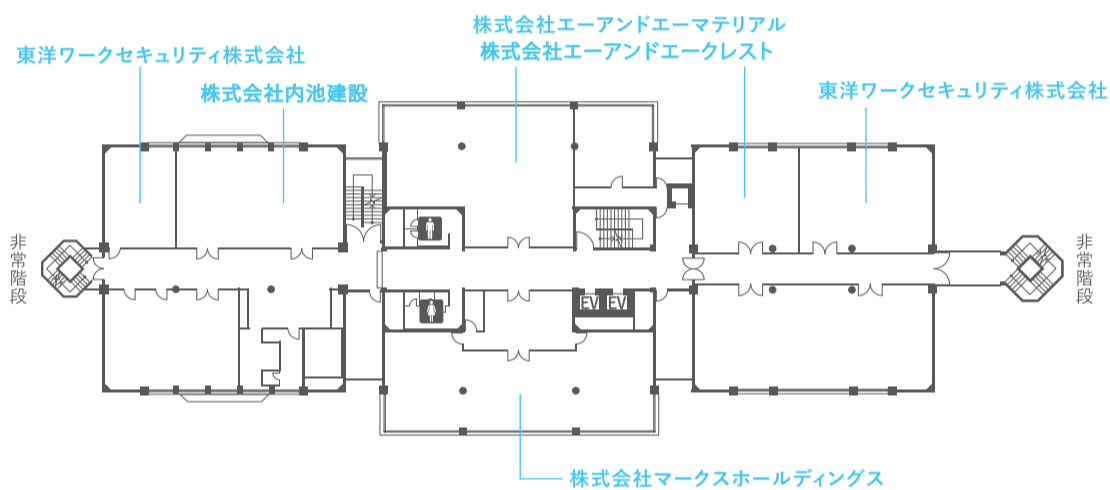 株式会社エーアンドエーマテリアル
株式会社エーアンドエークレスト
東洋ワークセキュリティ株式会社
株式会社内池建設
東洋ワークセキュリティ株式会社
非常階段
非常階段
EV
EV
株式会社マークスホールディングス